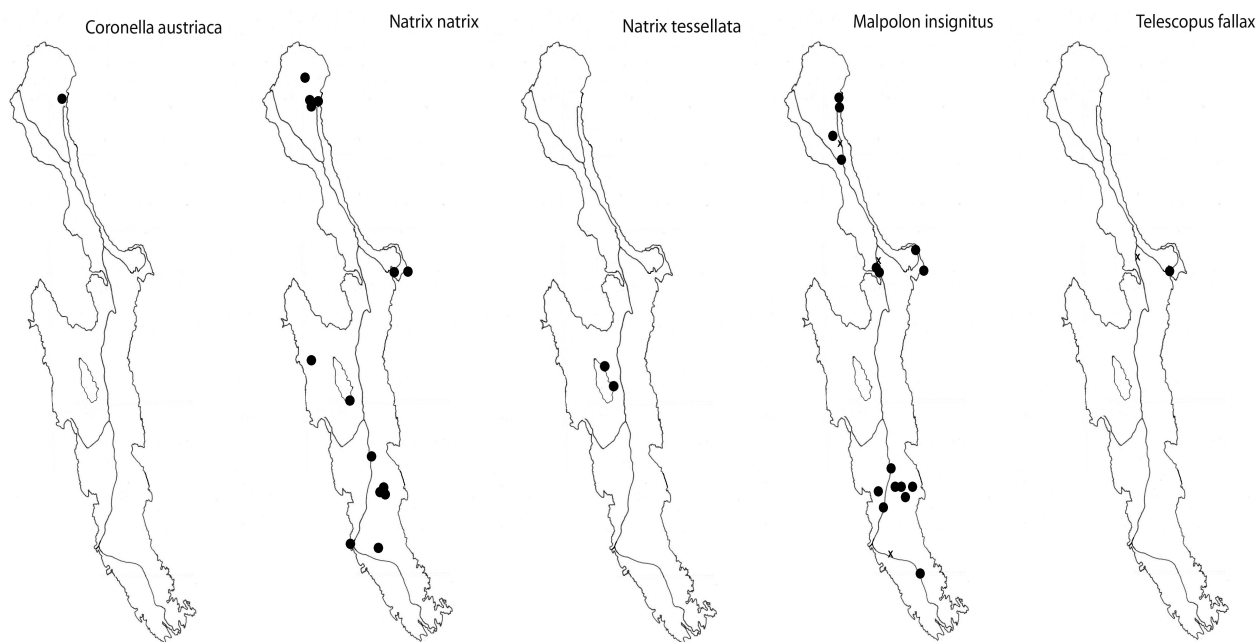 Coronella austriaca
Natrix natrix
Natrix tessellata
Malpolon insignitus
Telescopus fallax
x
x
x
x